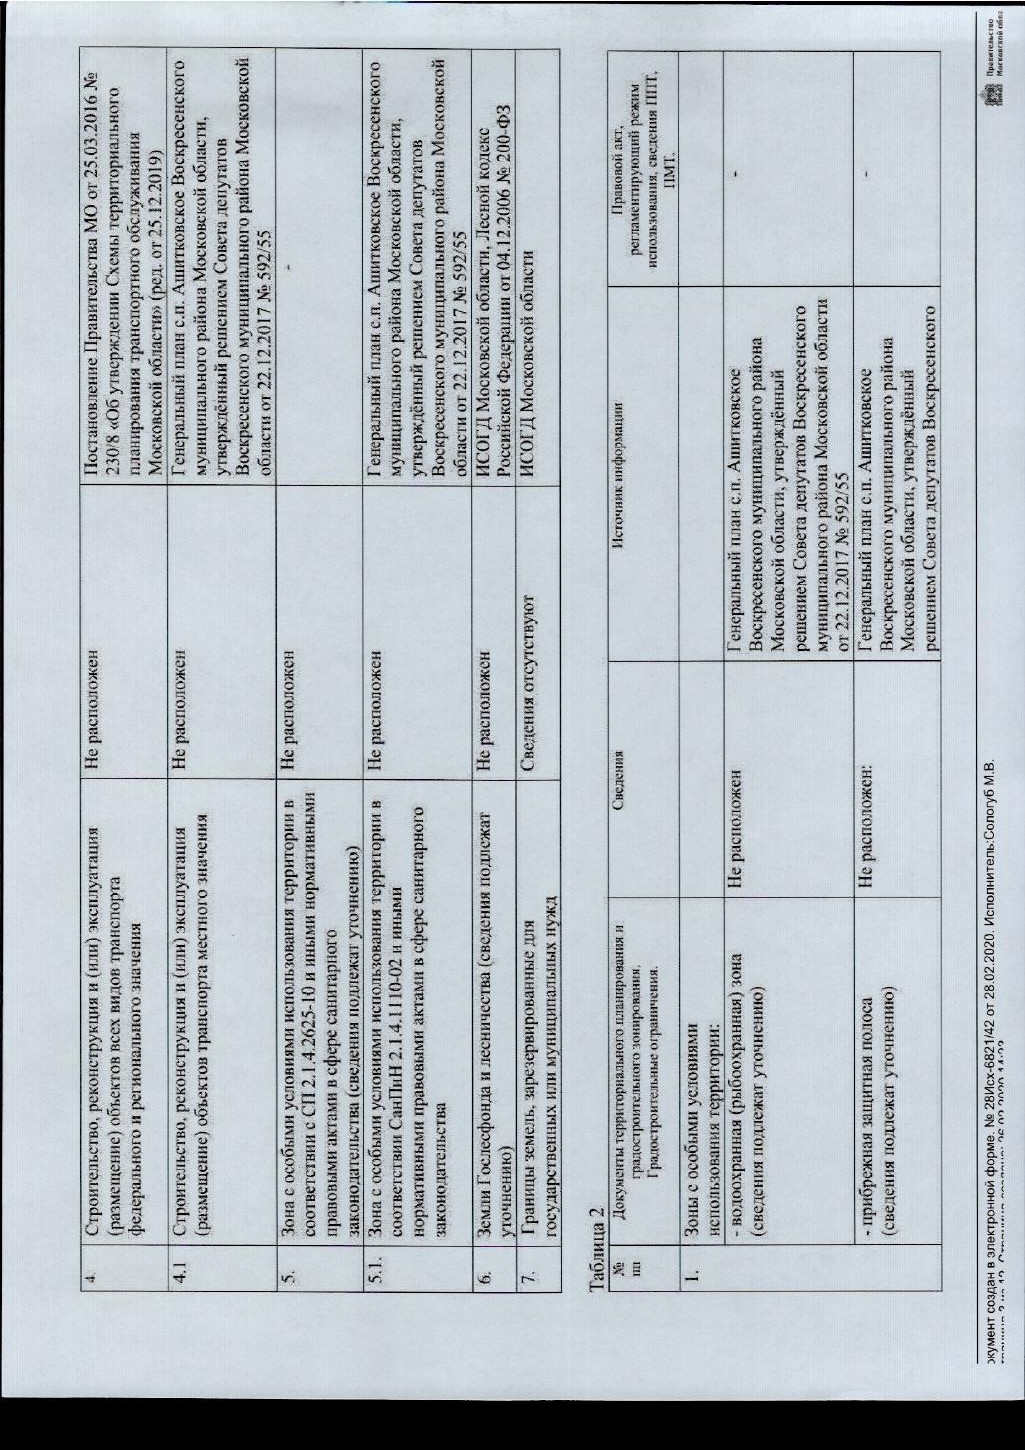 4.
Строительство, реконструкция и (или) эксплуатация
(размещение) объектов всех видов транспорта
федерального и регионального значения
Не расположен
Постановление Правительства МО от 25.03.2016 №
230/8 «Об утверждении Схемы территориального
планирования транспортного обслуживания
Московской области» (ред. от 25.12.2019)
4.1
Строительство, реконструкция и (или) эксплуатация
(размещение) объектов транспорта местного значения
Не расположен
Генеральный план с.п. Ашитковское Воскресенского
муниципального района Московской области,
утверждённый решением Совета депутатов
Воскресенского муниципального района Московской
области от 22.12.2017 № 592/55
5.
Зона с особыми условиями использования территории в
соответствии с СП 2.1.4.2625-10 и иными нормативными
правовыми актами в сфере санитарного
законодательства (сведения подлежат уточнению)
Не расположен
-
5.1.
Зона с особыми условиями использования территории в
соответствии СанПиН 2.1.4.1110-02 и иными
нормативными правовыми актами в сфере санитарного
законодательства
Не расположен
Генеральный план с.п. Ашитковское Воскресенского
муниципального района Московской области,
утверждённый решением Совета депутатов
Воскресенского муниципального района Московской
области от 22.12.2017 № 592/55
6.
Земли Гослесфонда и лесничества (сведения подлежат
уточнению)
Не расположен
ИСОГД Московской области, Лесной кодекс
Российской Федерации от 04.12.2006 № 200-ФЗ
7.
Границы земель, зарезервированные для
государственных или муниципальных нужд
Сведения отсутствуют
ИСОГД Московской области
Таблица 2
№
пп
Документы территориального планирования и
градостроительного зонирования.
Градостроительные ограничения.
Сведения
Источник информации
Правовой акт,
регламентирующий режим
использования, сведения ППТ,
ПМТ.
1.
Зоны с особыми условиями
использования территории:
- водоохранная (рыбоохранная) зона
(сведения подлежат уточнению)
Не расположен
Генеральный план с.п. Ашитковское
Воскресенского муниципального района
Московской области, утверждённый
решением Совета депутатов Воскресенского
муниципального района Московской области
от 22.12.2017 № 592/55
-
- прибрежная защитная полоса
(сведения подлежат уточнению)
Не расположен:
Генеральный план с.п. Ашитковское
Воскресенского муниципального района
Московской области, утверждённый
решением Совета депутатов Воскресенского
-
окумент создан в электронной форме. № 28Исх-6821/42 от 28.02.2020. Исполнитель:Сологуб М.В.
Правительство
Московской обла